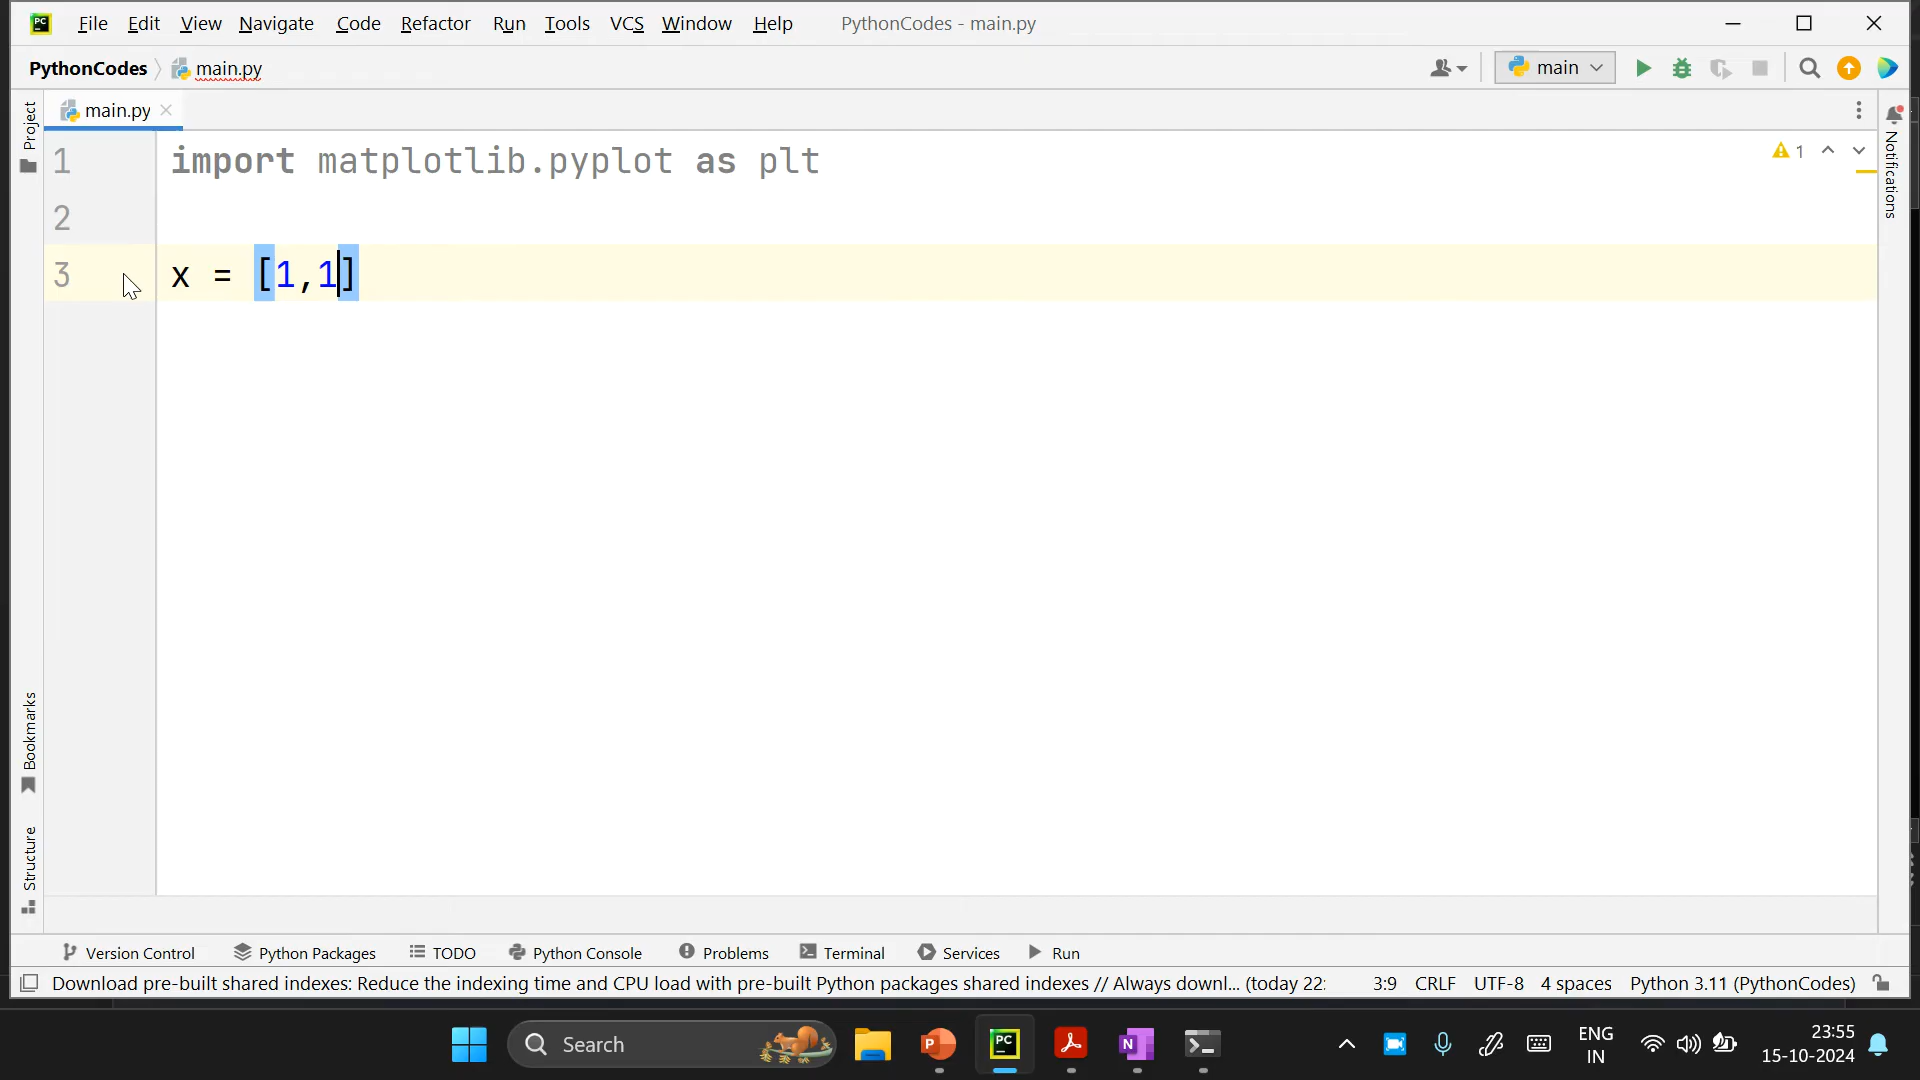 File Edit View Navigate Code Refactor Run Tools VCS Window Help PythonCodes - main.py
PythonCodes main.py main
main.py
Project
1 import matplotlib.pyplot as plt
1
2
3 x = [1,1]
Notifications
Bookmarks
Structure
Version Control Python Packages TODO Python Console Problems Terminal Services Run
Download pre-built shared indexes: Reduce the indexing time and CPU load with pre-built Python packages shared indexes // Always downl... (today 22: 3:9 CRLF UTF-8 4 spaces Python 3.11 (PythonCodes)
Search ENG 23:55
IN 15-10-2024